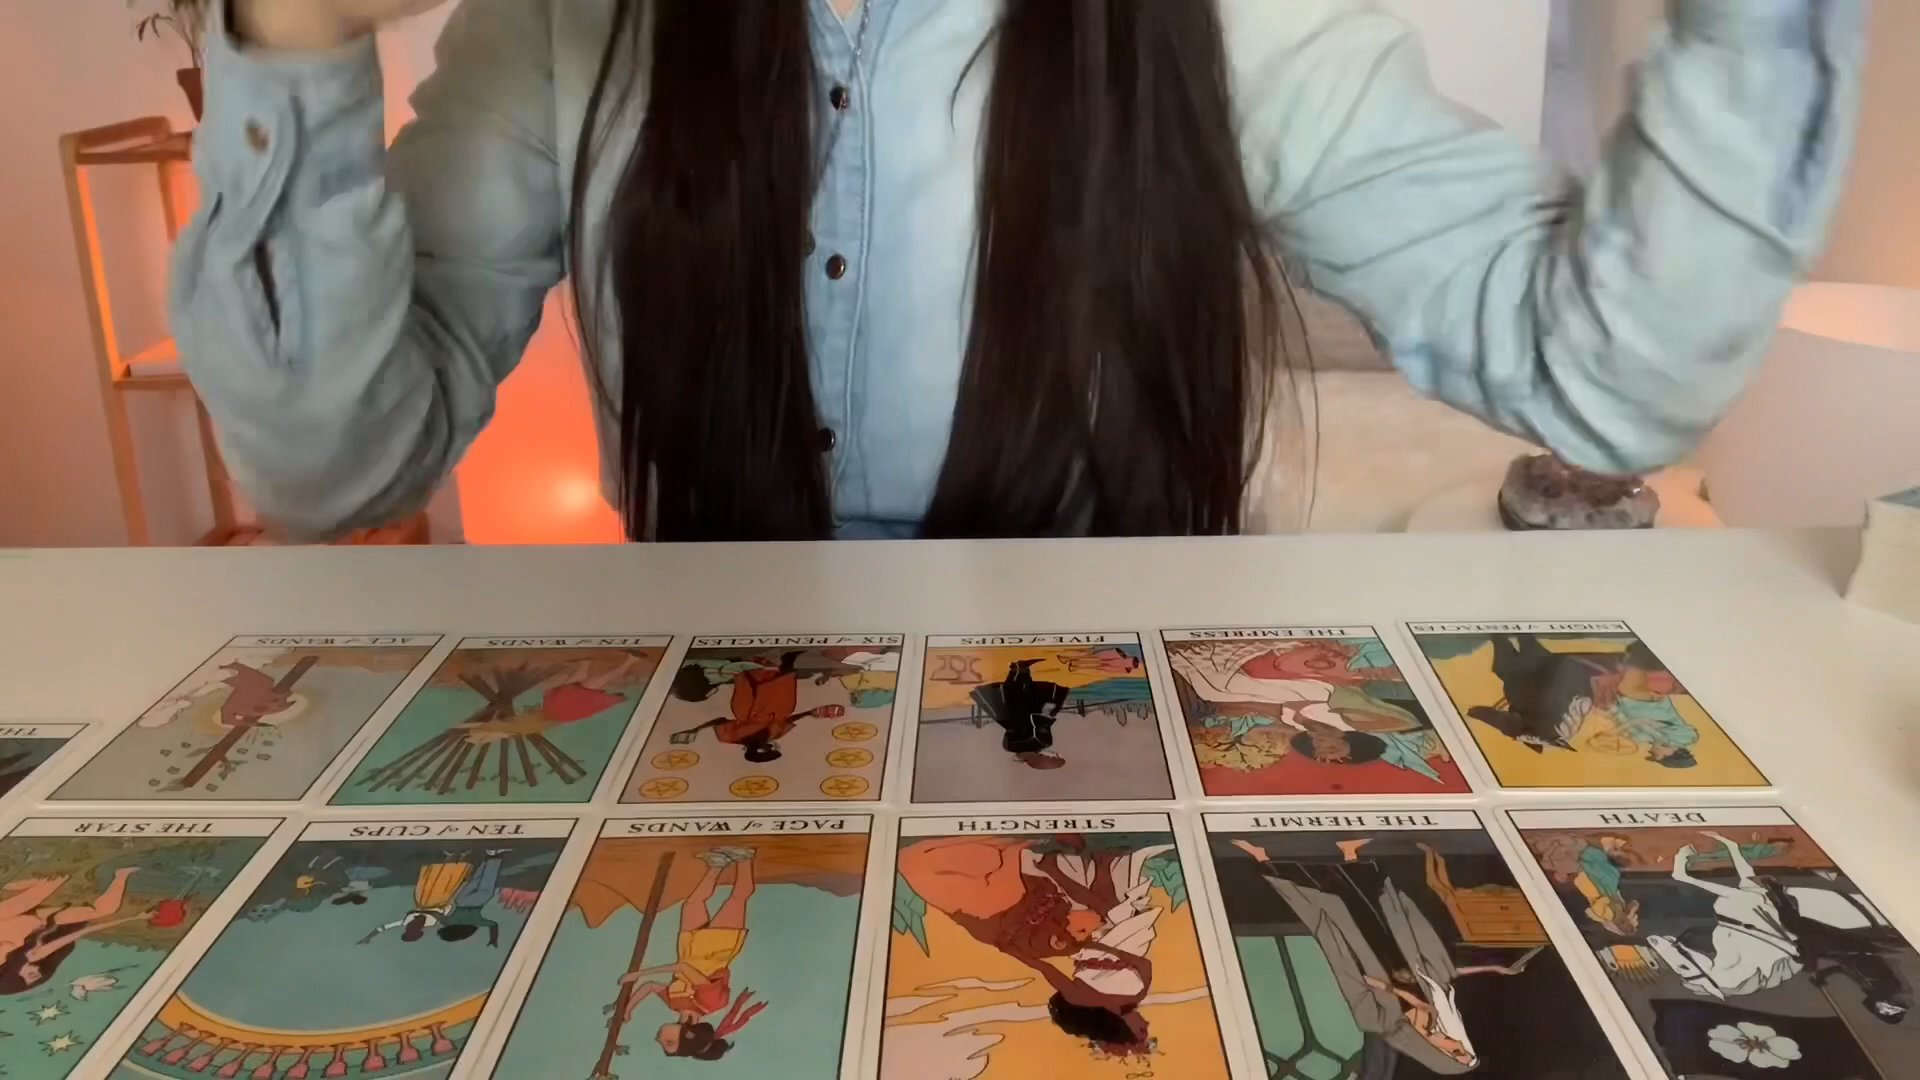 ACE of WANDS
TEN of WANDS
SIX of PENTACLES
FIVE of CUPS
THE EMPRESS
KNIGHT of PENTACLES
THE STAR
TEN of CUPS
PAGE of WANDS
STRENGTH
THE HERMIT
DEATH